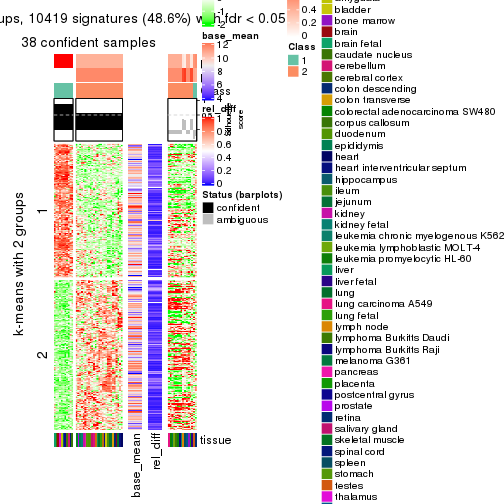 ups, 10419 signatures (48.6%) with fdr < 0.05
38 confident samples
k-means with 2 groups
1
2
base_mean
rel_diff
tissue
-2
base_mean
12
10
8
6
4
rel_diff
1
0.8
0.6
0.4
0.2
0
Silhouette
score
Status (barplots)
confident
ambiguous
0.4
0.2
0
Class
1
2
bladder
bone marrow
brain
brain fetal
caudate nucleus
cerebellum
cerebral cortex
colon descending
colon transverse
colorectal adenocarcinoma SW480
corpus callosum
duodenum
epididymis
heart
heart interventricular septum
hippocampus
ileum
jejunum
kidney
kidney fetal
leukemia chronic myelogenous K562
leukemia lymphoblastic MOLT-4
leukemia promyelocytic HL-60
liver
liver fetal
lung
lung carcinoma A549
lung fetal
lymph node
lymphoma Burkitts Daudi
lymphoma Burkitts Raji
melanoma G361
pancreas
placenta
postcentral gyrus
prostate
retina
salivary gland
skeletal muscle
spinal cord
spleen
stomach
testes
thalamus